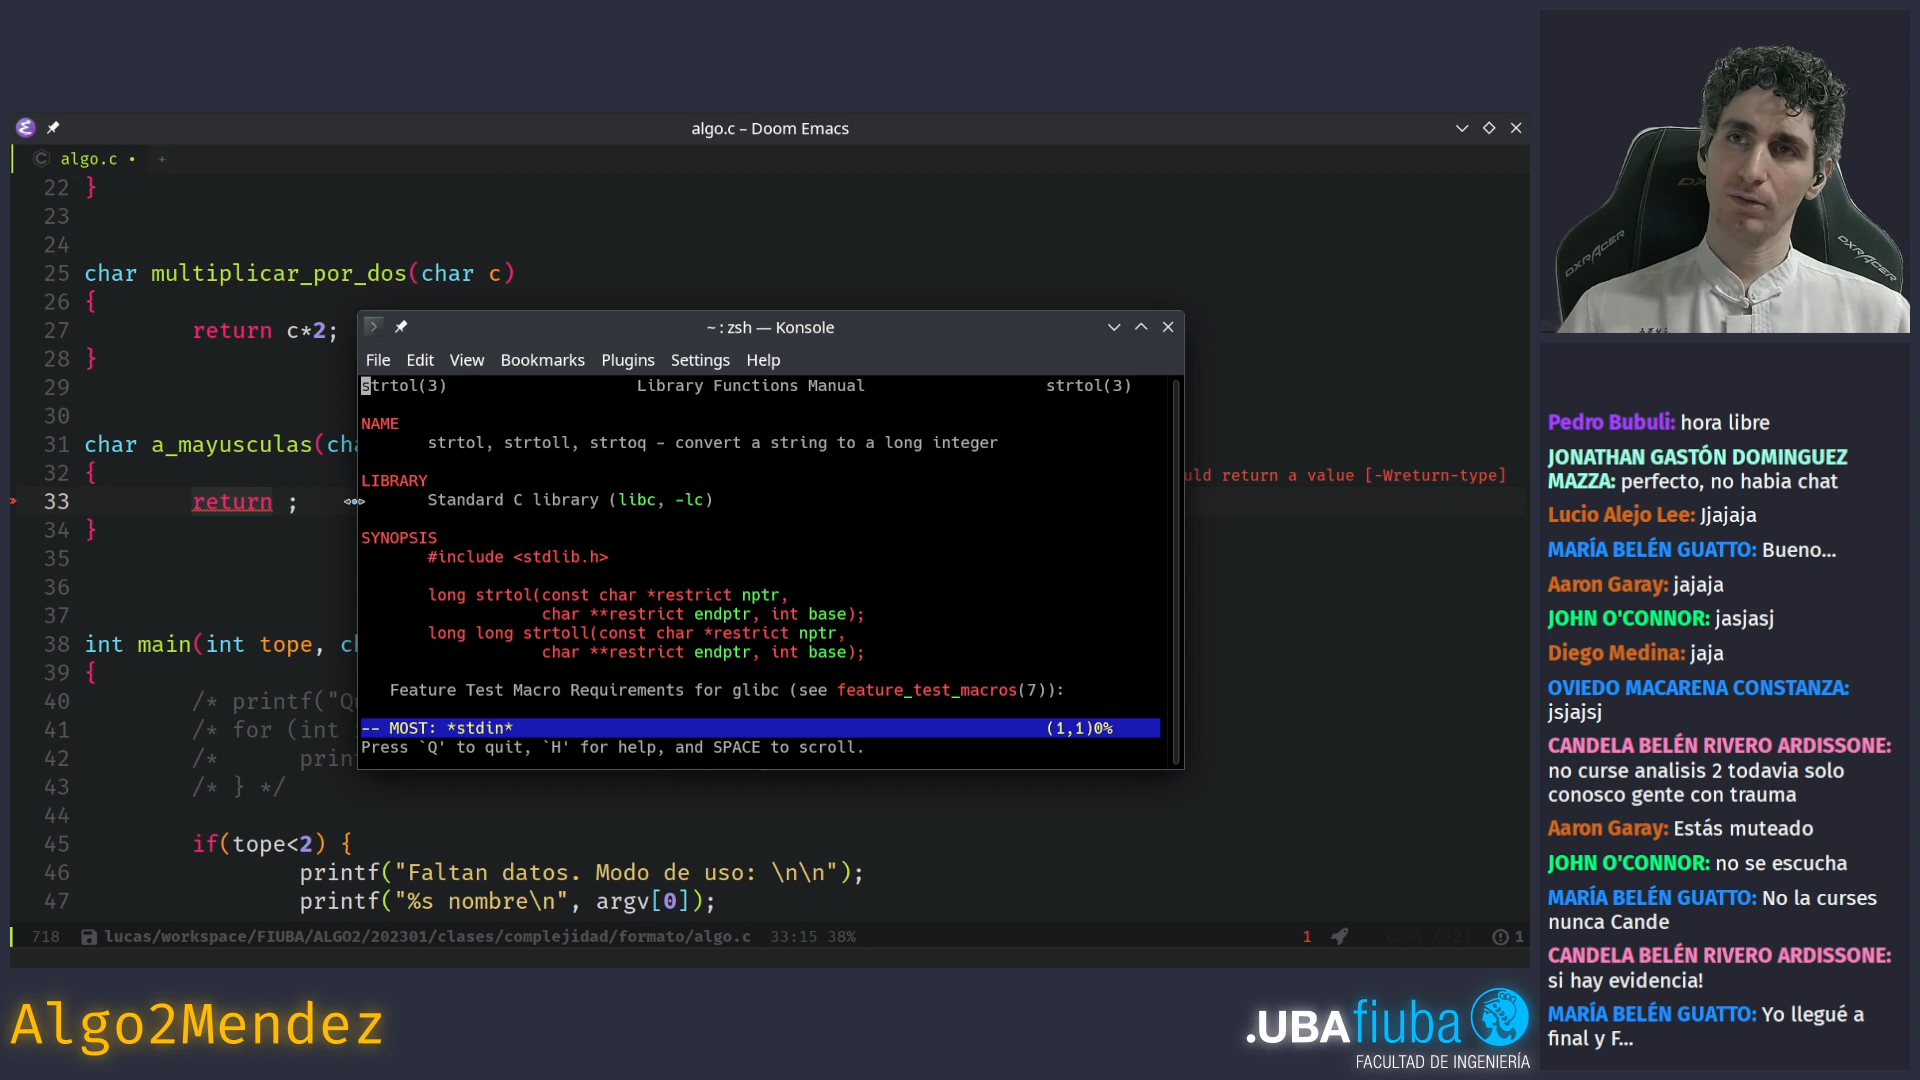 algo.c – Doom Emacs
algo.c • +
22 }
23
24
25 char multiplicar_por_dos(char c)
26 {
27 return c*2;
28 }
29
30
31 char a_mayusculas(cha
32 {
uld return a value [-Wreturn-type]
33 return ;
34 }
35
36
37
38 int main(int tope, ch
39 {
40 /* printf("Qu
41 /* for (int
42 /* prin
43 /* } */
44
45 if(tope<2) {
46 printf("Faltan datos. Modo de uso: \n\n");
47 printf("%s nombre\n", argv[0]);
718 lucas/workspace/FIUBA/ALGO2/202301/clases/complejidad/formato/algo.c 33:15 38%
1
1
~ : zsh — Konsole
File Edit View Bookmarks Plugins Settings Help
strtol(3) Library Functions Manual strtol(3)
NAME
strtol, strtoll, strtoq - convert a string to a long integer
LIBRARY
Standard C library (libc, -lc)
SYNOPSIS
#include <stdlib.h>
long strtol(const char *restrict nptr,
char **restrict endptr, int base);
long long strtoll(const char *restrict nptr,
char **restrict endptr, int base);
Feature Test Macro Requirements for glibc (see feature_test_macros(7)):
-- MOST: *stdin* (1,1)0%
Press `Q' to quit, `H' for help, and SPACE to scroll.
DXRACER
DXRACER
Pedro Bubuli: hora libre
JONATHAN GASTÓN DOMINGUEZ
MAZZA: perfecto, no habia chat
Lucio Alejo Lee: Jjajaja
MARÍA BELÉN GUATTO: Bueno...
Aaron Garay: jajaja
JOHN O'CONNOR: jasjasj
Diego Medina: jaja
OVIEDO MACARENA CONSTANZA:
jsjajsj
CANDELA BELÉN RIVERO ARDISSONE:
no curse analisis 2 todavia solo
conosco gente con trauma
Aaron Garay: Estás muteado
JOHN O'CONNOR: no se escucha
MARÍA BELÉN GUATTO: No la curses
nunca Cande
CANDELA BELÉN RIVERO ARDISSONE:
si hay evidencia!
MARÍA BELÉN GUATTO: Yo llegué a
final y F...
Algo2Mendez
.UBAfiuba
FACULTAD DE INGENIERÍA